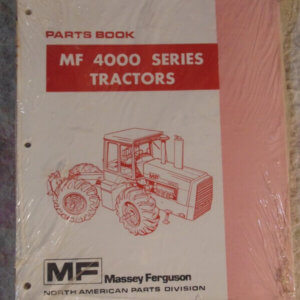 PARTS BOOK
MF 4000 SERIES
TRACTORS
MF Massey Ferguson
NORTH AMERICAN PARTS DIVISION